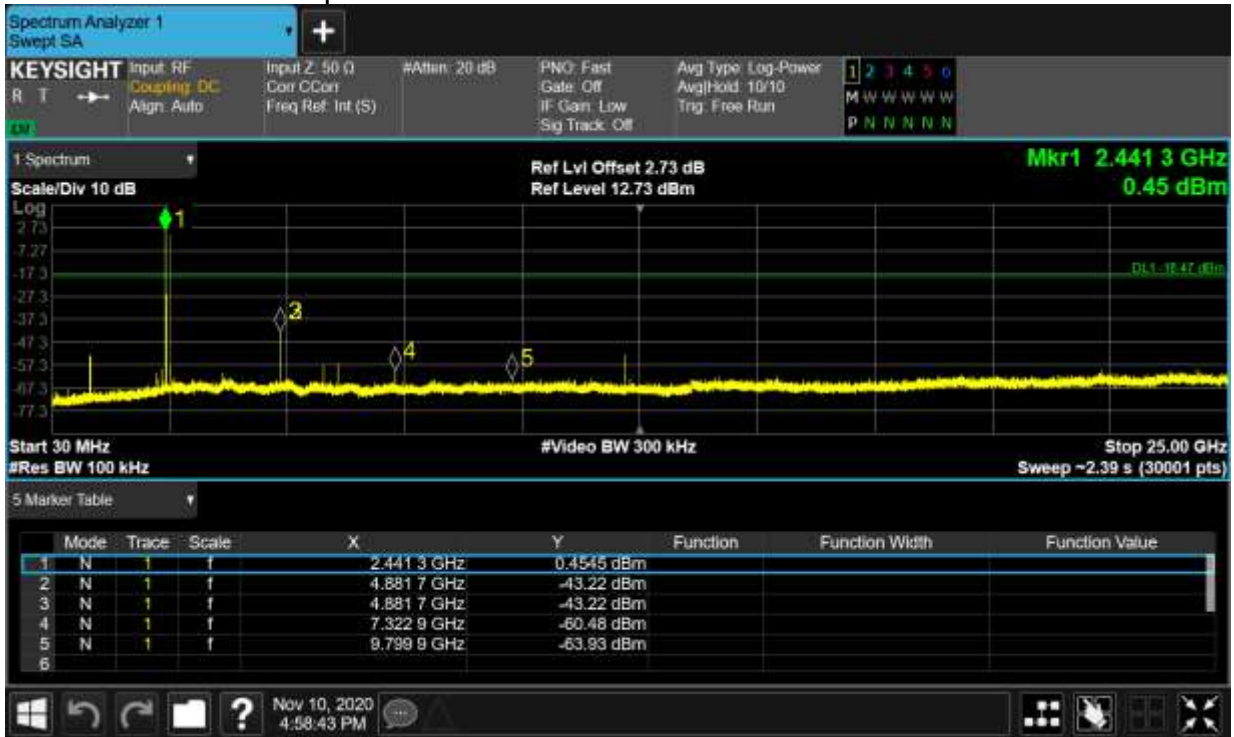 Spectrum Analyzer 1
Swept SA
+
KEYSIGHT Input: RF Input Z: 50 Ω #Atten: 20 dB PNO: Fast Avg Type: Log-Power 1 2 3 4 5 6
R T Coupling: DC Corr CCorr Gate: Off Avg|Hold: 10/10 M W W W W W
Align: Auto Freq Ref: Int (S) IF Gain: Low Trig: Free Run P N N N N N
Sig Track: Off
1 Spectrum Ref Lvl Offset 2.73 dB Mkr1 2.441 3 GHz
Scale/Div 10 dB Ref Level 12.73 dBm 0.45 dBm
Log
1
2.73
-7.27
-17.3
-27.3
3
-37.3
-47.3
4
5
-57.3
-67.3
-77.3
Start 30 MHz #Video BW 300 kHz Stop 25.00 GHz
#Res BW 100 kHz Sweep ~2.39 s (30001 pts)
5 Marker Table
Mode Trace Scale X Y Function Function Width Function Value
1 N 1 f 2.441 3 GHz 0.4545 dBm
2 N 1 f 4.881 7 GHz -43.22 dBm
3 N 1 f 4.881 7 GHz -43.22 dBm
4 N 1 f 7.322 9 GHz -60.48 dBm
5 N 1 f 9.799 9 GHz -63.93 dBm
6
? Nov 10, 2020
4:58:43 PM